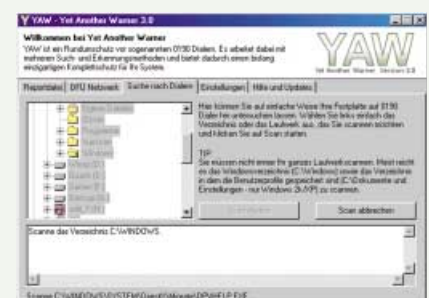 YAW - Yet Another Warner 3.0
Willkommen bei Yet Another Warner
YAW ist ein Rundumschutz vor sogenannten 0190 Dialern. Es arbeitet dabei mit
mehreren Such- und Erkennungsmethoden und bietet dadurch einen bislang
einzigartigen Komplettschutz für Ihr System.
YAW
Yet Another Warner Version 3.0
Reportdatei
DFÜ Netzwerk
Suche nach Dialern
Einstellungen
Hilfe und Updates
Hier können Sie auf einfache Weise Ihre Festplatte auf 0190
Dialer hin untersuchen lassen. Wählen Sie links einfach das
Verzeichnis oder das Laufwerk aus, das Sie scannen möchten
und klicken Sie auf Scan starten.
TIP:
Sie müssen nicht immer Ihr ganzes Laufwerk scannen. Meist reicht
es das Windowsverzeichnis (C:\Windows) sowie das Verzeichnis
in dem die Benutzerprofile gespeichert sind (C:\Dokumente und
Einstellungen - nur Windows 2k/XP) zu scannen.
Programme
Windows
Scan abbrechen
Scanne das Verzeichnis C:\WINDOWS